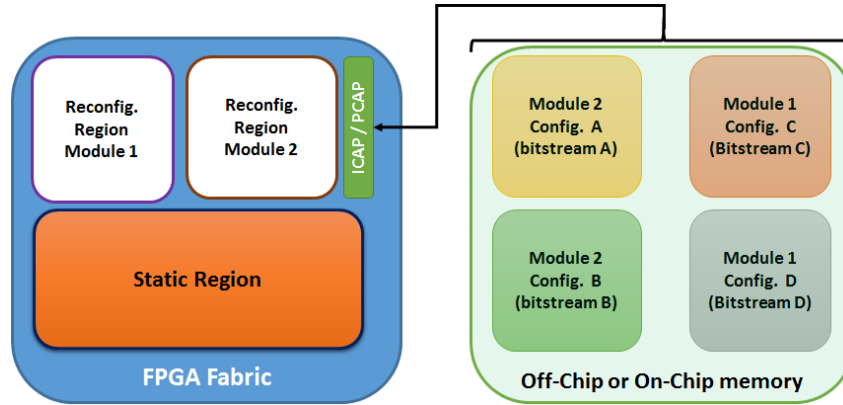 Reconfig.
Region
Module 1
Reconfig.
Region
Module 2
ICAP / PCAP
Static Region
FPGA Fabric
Module 2
Config. A
(bitstream A)
Module 1
Config. C
(Bitstream C)
Module 2
Config. B
(bitstream B)
Module 1
Config. D
(Bitstream D)
Off-Chip or On-Chip memory